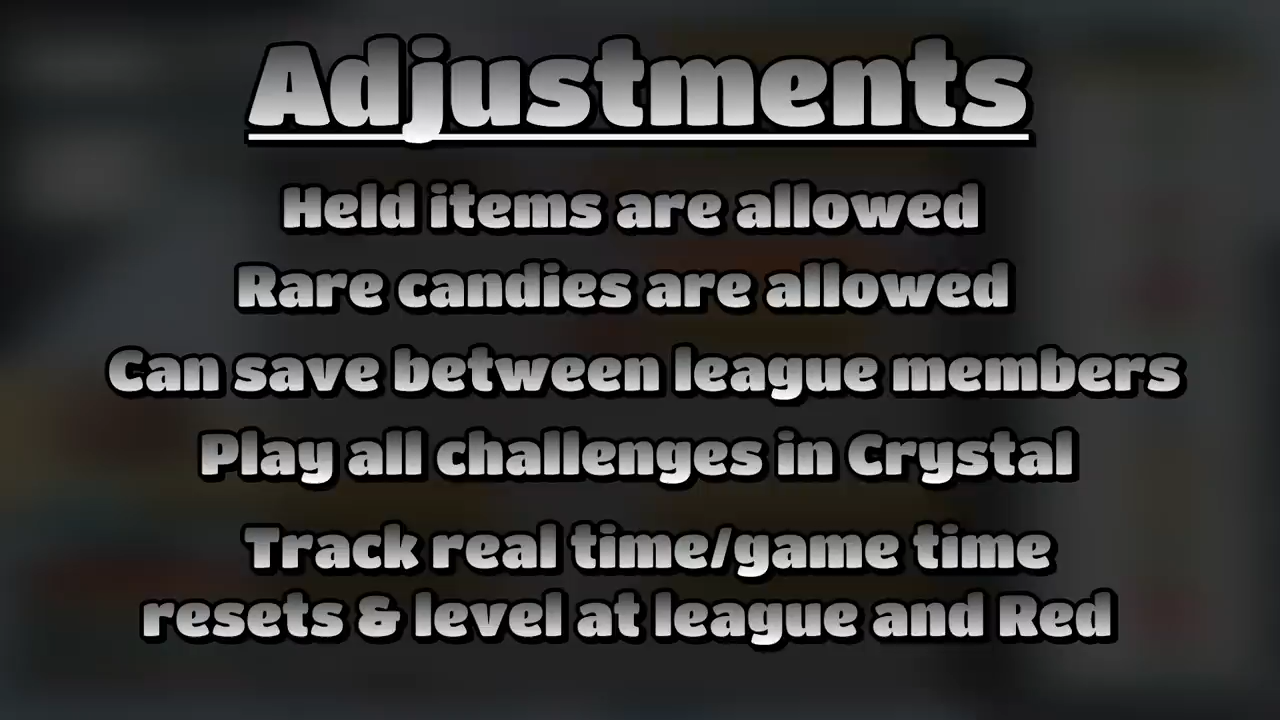 Adjustments
Held items are allowed
Rare candies are allowed
Can save between league members
Play all challenges in Crystal
Track real time/game time
resets & level at league and Red